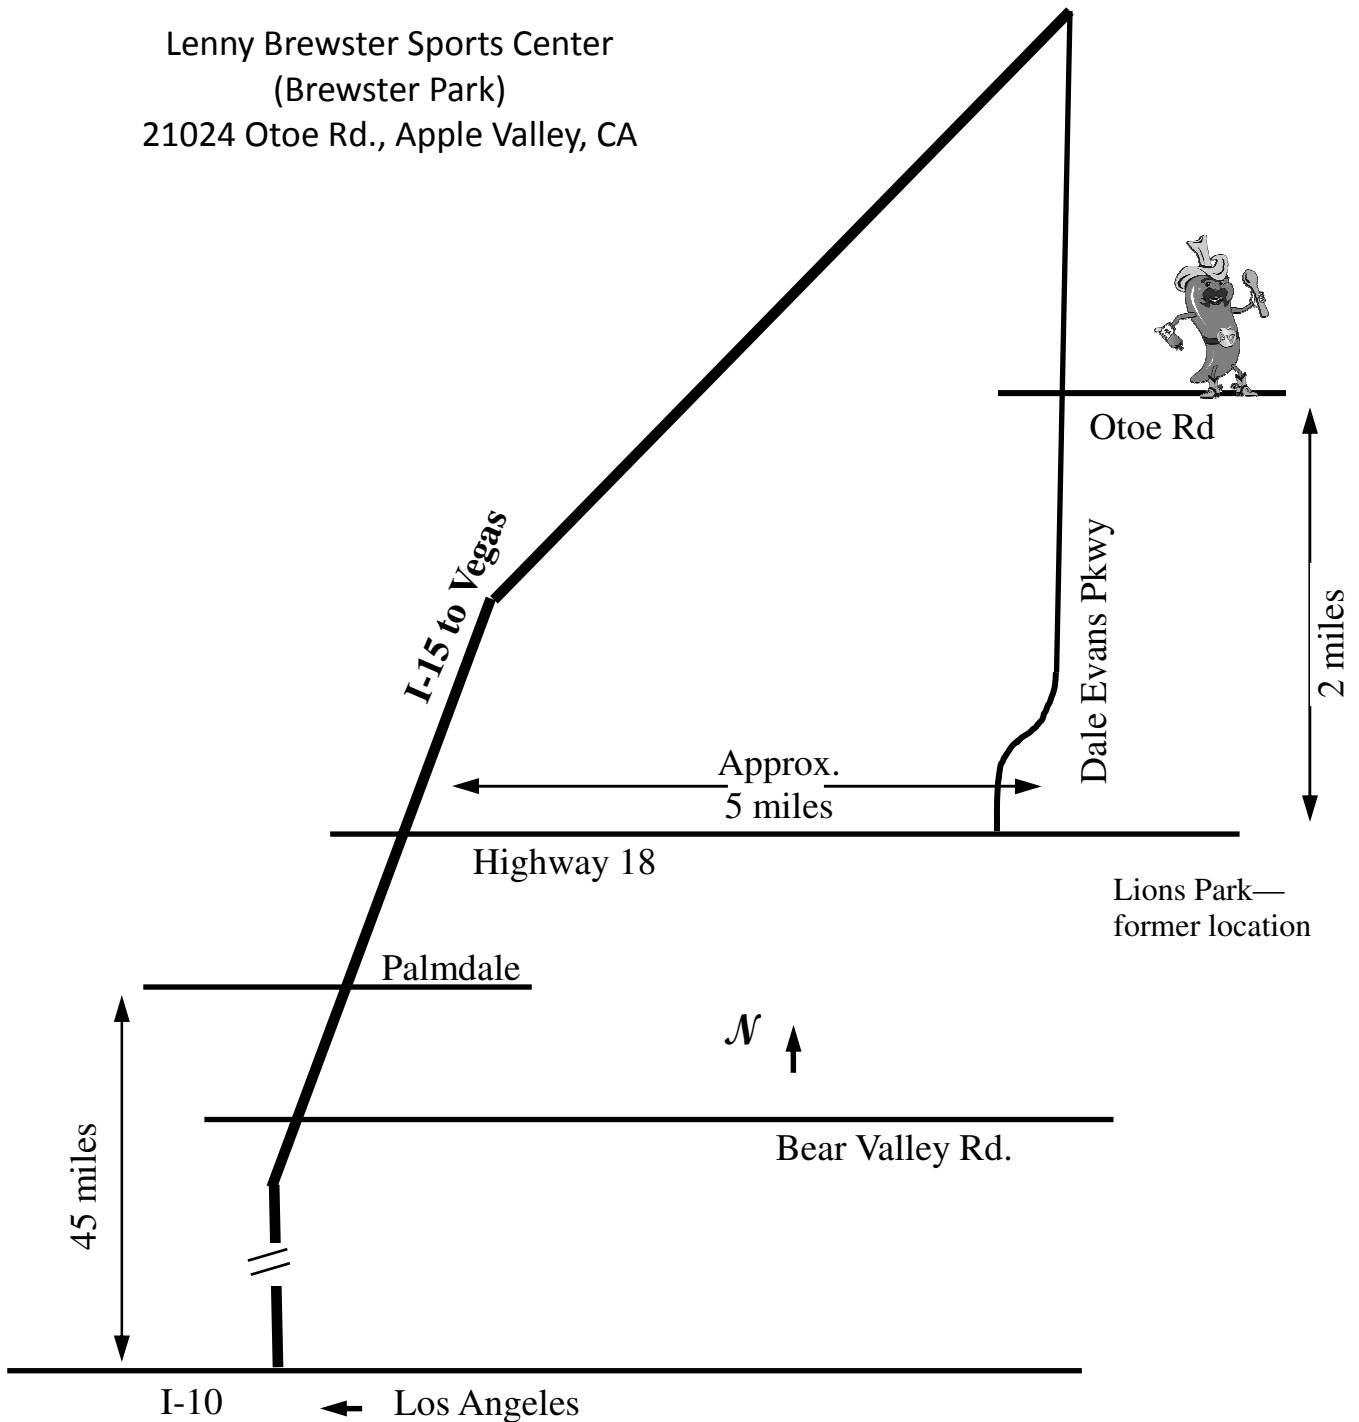 Lenny Brewster Sports Center
(Brewster Park)
21024 Otoe Rd., Apple Valley, CA
Otoe Rd
I-15 to Vegas
Dale Evans Pkwy
2 miles
Approx.
5 miles
Highway 18
Lions Park—
former location
Palmdale
N
Bear Valley Rd.
45 miles
I-10
Los Angeles